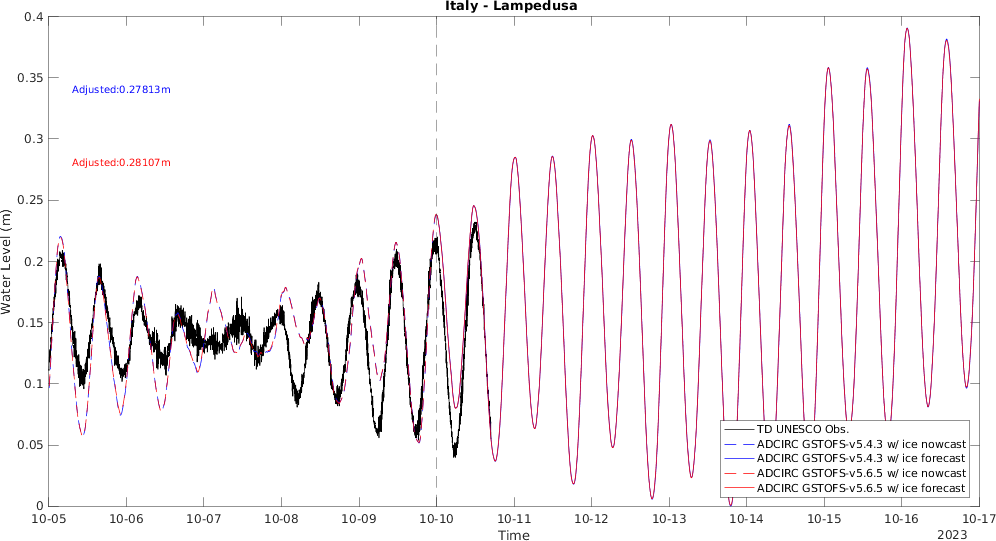 Italy - Lampedusa
0.4
0.35
0.3
0.25
0.2
0.15
0.1
0.05
0
Water Level (m)
Adjusted:0.27813m
Adjusted:0.28107m
TD UNESCO Obs.
ADCIRC GSTOFS-v5.4.3 w/ ice nowcast
ADCIRC GSTOFS-v5.4.3 w/ ice forecast
ADCIRC GSTOFS-v5.6.5 w/ ice nowcast
ADCIRC GSTOFS-v5.6.5 w/ ice forecast
10-05 10-06 10-07 10-08 10-09 10-10 10-11 10-12 10-13 10-14 10-15 10-16 10-17
Time
2023